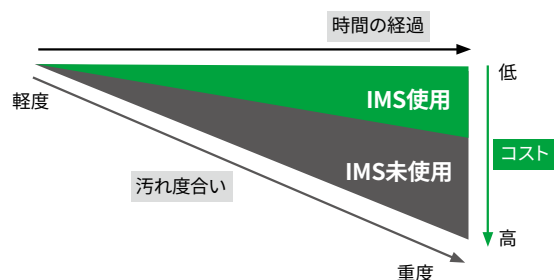 時間の経過
低
軽度
IMS使用
コスト
IMS未使用
汚れ度合い
高
重度